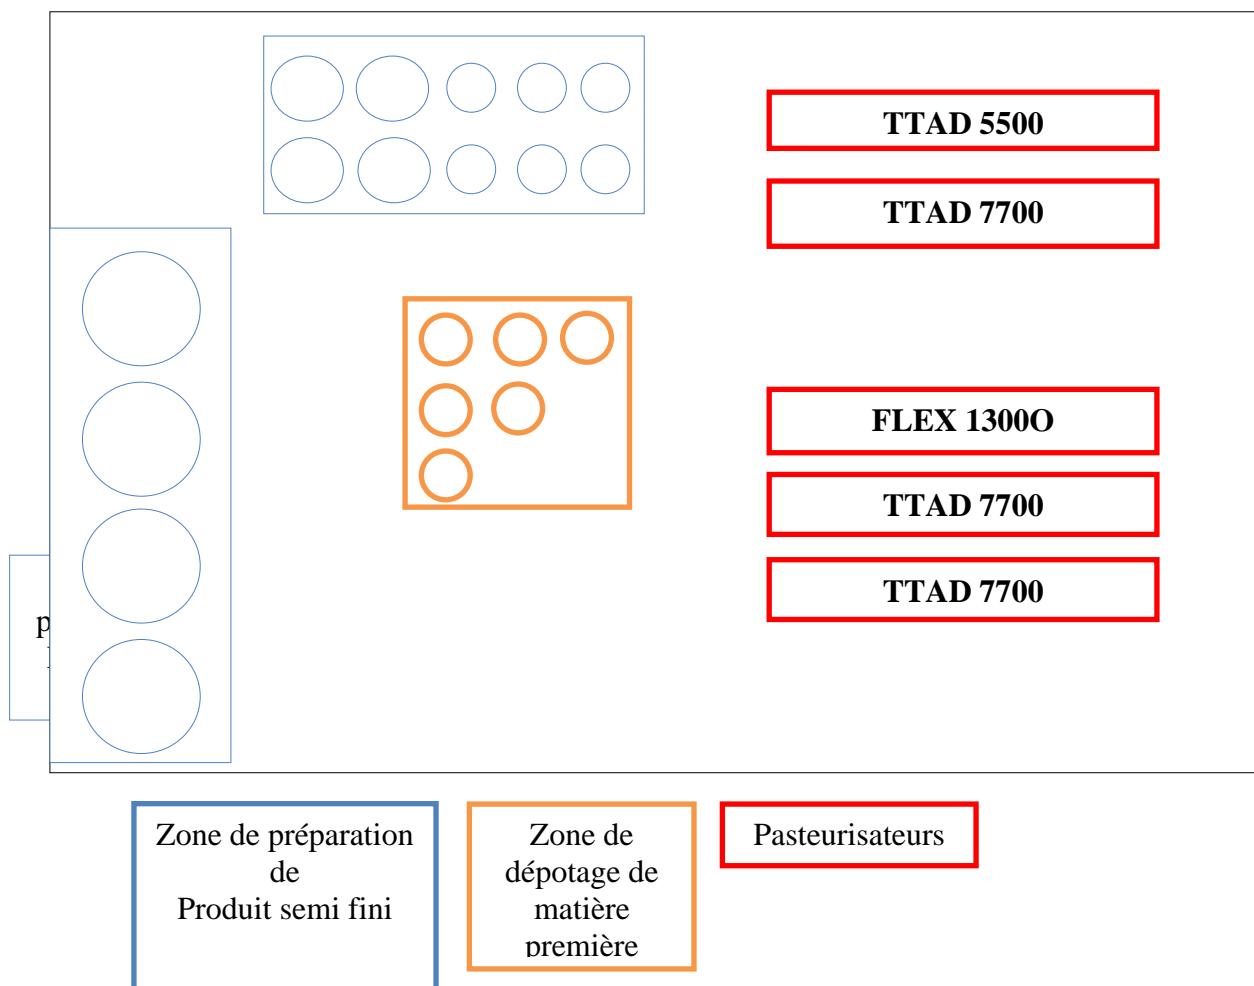 TTAD 5500
TTAD 7700
FLEX 1300O
TTAD 7700
TTAD 7700
p
Zone de préparation
de
Produit semi fini
Zone de
dépotage de
matière
première
Pasteurisateurs